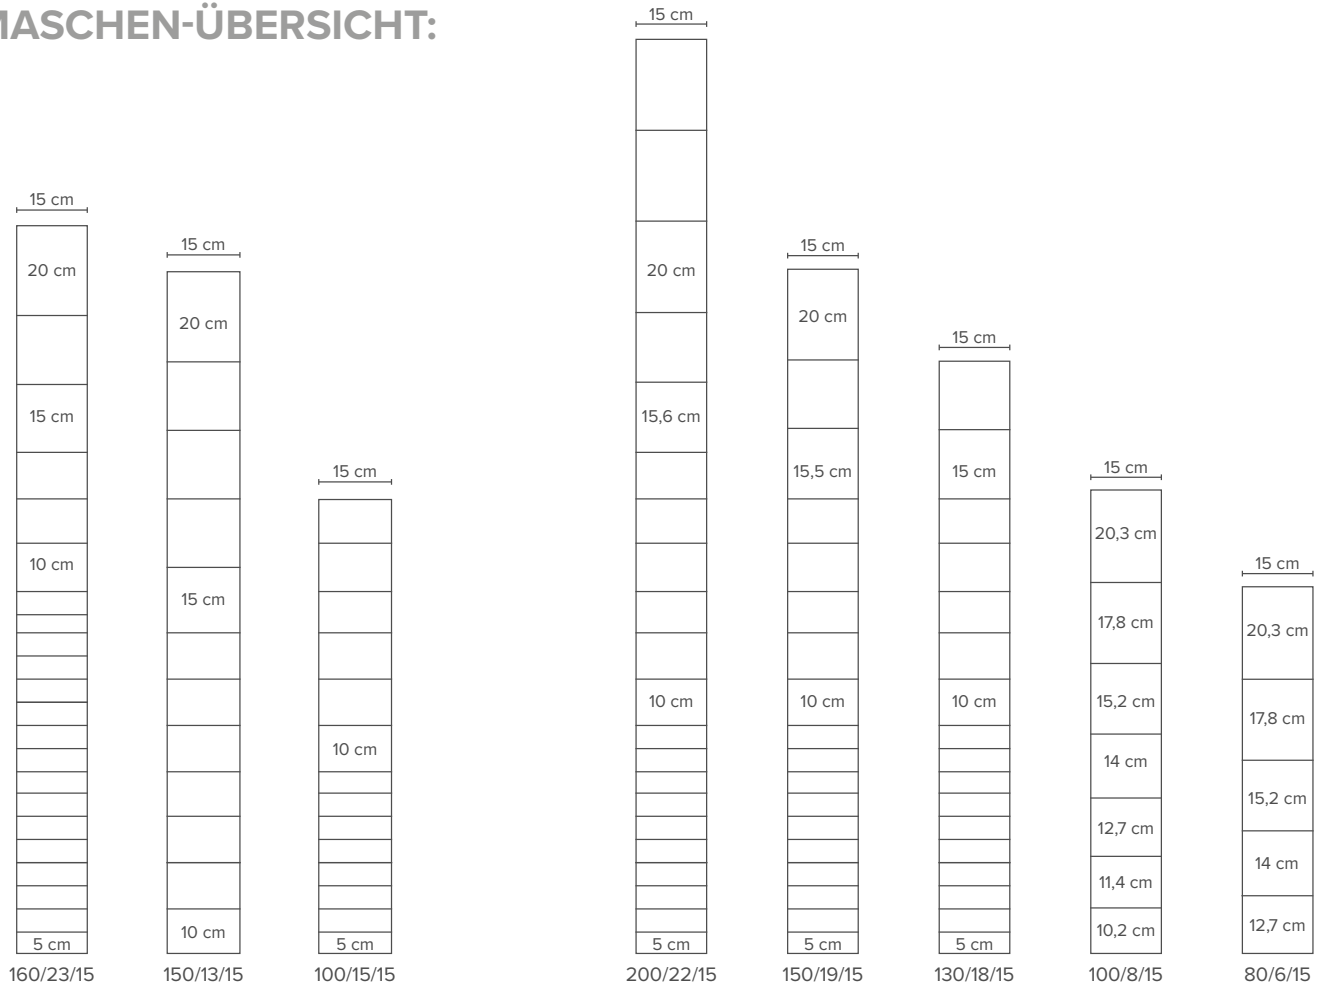 MASCHEN-ÜBERSICHT:
15 cm
20 cm
15 cm
10 cm
5 cm
160/23/15
15 cm
20 cm
15 cm
10 cm
150/13/15
15 cm
10 cm
5 cm
100/15/15
15 cm
20 cm
15,6 cm
10 cm
5 cm
200/22/15
15 cm
20 cm
15,5 cm
10 cm
5 cm
150/19/15
15 cm
15 cm
10 cm
5 cm
130/18/15
15 cm
20,3 cm
17,8 cm
15,2 cm
14 cm
12,7 cm
11,4 cm
10,2 cm
100/8/15
15 cm
20,3 cm
17,8 cm
15,2 cm
14 cm
12,7 cm
80/6/15